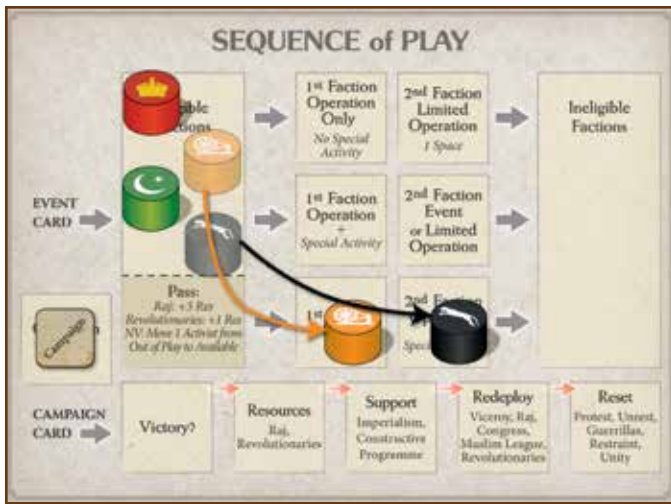 SEQUENCE of PLAY
1st Faction
Operation
Only
No Special
Activity
2nd Faction
Limited
Operation
1 Space
Ineligible
Factions
EVENT
CARD
1st Faction
Operation
+
Special Activity
2nd Faction
Event
or Limited
Operation
Pass:
Raj: +3 Res
Revolutionaries: +1 Res
NV: Move 1 Activist from
Out of Play to Available
1st
2nd
Campaign
CAMPAIGN
CARD
Victory?
Resources
Raj,
Revolutionaries
Support
Imperialism,
Constructive
Programme
Redeploy
Viceroy, Raj,
Congress,
Muslim League,
Revolutionaries
Reset
Protest, Unrest,
Guerrillas,
Restraint,
Unity